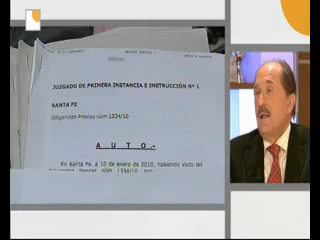 JUZGADO DE PRIMERA INSTANCIA E INSTRUCCIÓN Nº 1
SANTA FE
Diligencias Previas núm 1334/10
A U T O.-
En Santa Fe, a 10 de enero de 2010, habiendo visto las